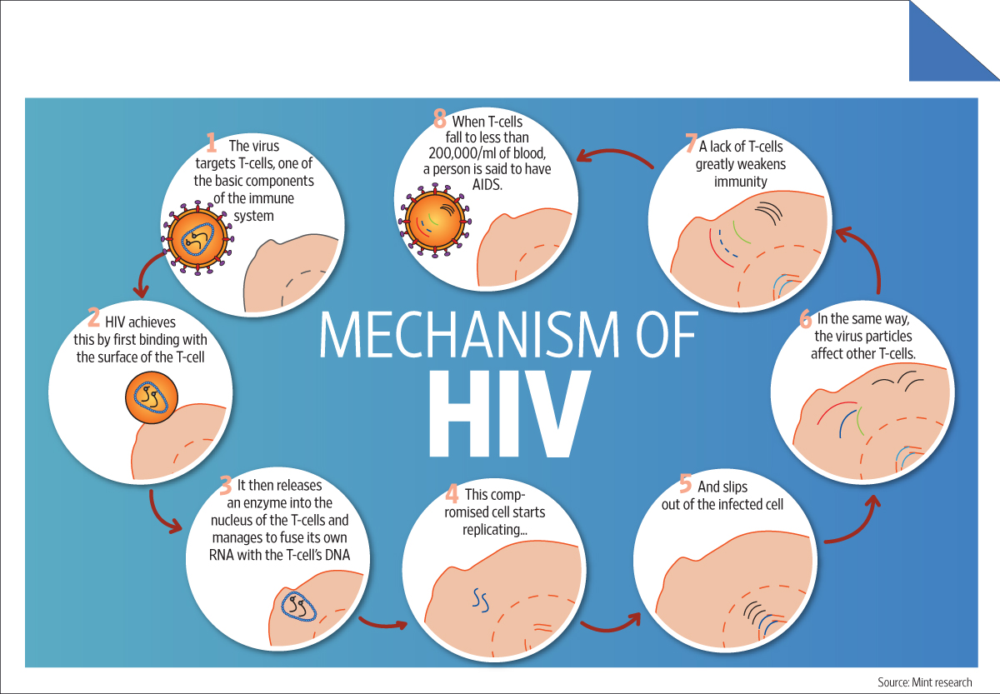 1 The virus
targets T-cells, one of
the basic components
of the immune
system
2 HIV achieves
this by first binding with
the surface of the T-cell
3 It then releases
an enzyme into the
nucleus of the T-cells and
manages to fuse its own
RNA with the T-cell's DNA
4 This comp-
romised cell starts
replicating...
5 And slips
out of the infected cell
6 In the same way,
the virus particles
affect other T-cells.
7 A lack of T-cells
greatly weakens
immunity
8 When T-cells
fall to less than
200,000/ml of blood,
a person is said to have
AIDS.
MECHANISM OF
HIV
Source: Mint research